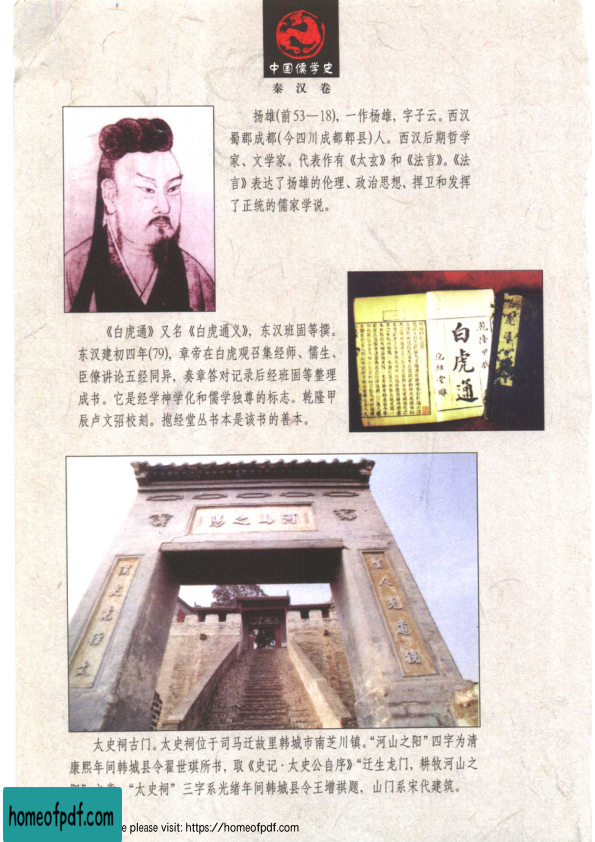 中国儒学史
秦汉卷
扬雄(前53—18)，一作杨雄，字子云。西汉
蜀郡成都(今四川成都郫县)人。西汉后期哲学
家、文学家。代表作有《太玄》和《法言》。《法
言》表达了扬雄的伦理、政治思想，捍卫和发挥
了正统的儒家学说。
乾隆甲辰
白虎通
抱经堂雕
《白虎通》又名《白虎通义》，东汉班固等撰。
东汉建初四年(79)，章帝在白虎观召集经师、儒生、
臣僚讲论五经同异，奏章答对记录后经班固等整理
成书。它是经学神学化和儒学独尊的标志。乾隆甲
辰卢文弨校刻。抱经堂丛书本是该书的善本。
河山之阳
太史祠古门。太史祠位于司马迁故里韩城市南芝川镇。“河山之阳”四字为清
康熙年间韩城县令翟世琪所书，取《史记·太史公自序》“迁生龙门，耕牧河山之
“太史祠”三字系光绪年间韩城县令王增祺题，山门系宋代建筑。
homeofpdf.com
e please visit: https://homeofpdf.com